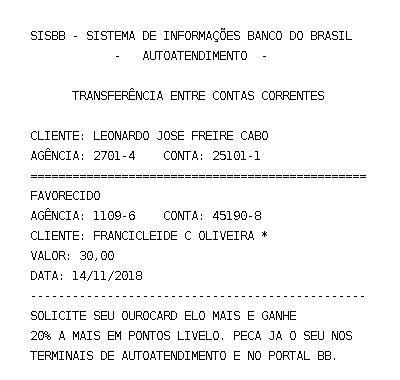 SISBB - SISTEMA DE INFORMAÇÕES BANCO DO BRASIL
- AUTOATENDIMENTO -
TRANSFERÊNCIA ENTRE CONTAS CORRENTES
CLIENTE: LEONARDO JOSE FREIRE CABO
AGÊNCIA: 2701-4 CONTA: 25101-1
================================================
FAVORECIDO
AGÊNCIA: 1109-6 CONTA: 45190-8
CLIENTE: FRANCICLEIDE C OLIVEIRA *
VALOR: 30,00
DATA: 14/11/2018
------------------------------------------------
SOLICITE SEU OUROCARD ELO MAIS E GANHE
20% A MAIS EM PONTOS LIVELO. PECA JA O SEU NOS
TERMINAIS DE AUTOATENDIMENTO E NO PORTAL BB.